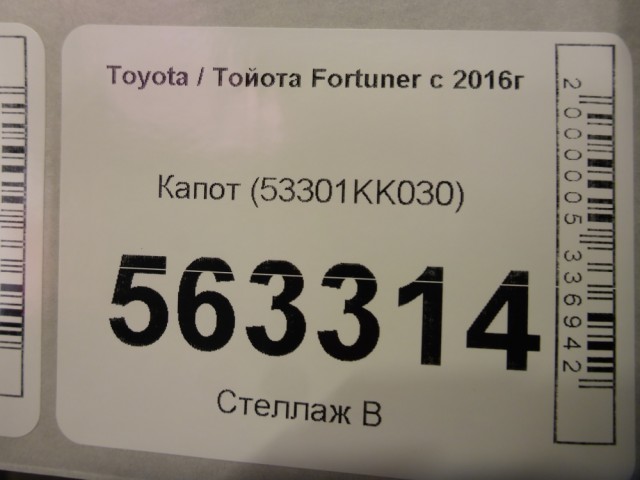 Toyota / Тойота Fortuner с 2016г
Капот (53301KK030)
563314
Стеллаж В
2000005336942